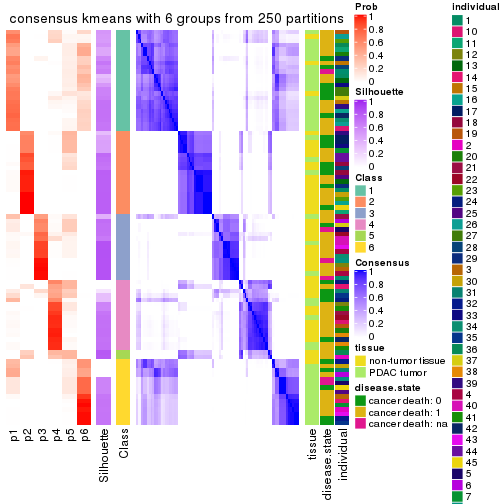 consensus kmeans with 6 groups from 250 partitions
p1
p2
p3
p4
p5
p6
Silhouette
Class
tissue
disease.state
individual
Prob
1
0.8
0.6
0.4
0.2
0
Silhouette
1
0.8
0.6
0.4
0.2
0
Class
1
2
3
4
5
6
Consensus
1
0.8
0.6
0.4
0.2
0
tissue
non-tumor tissue
PDAC tumor
disease.state
cancer death: 0
cancer death: 1
cancer death: na
individual
1
10
11
12
13
14
15
16
17
18
19
2
20
21
22
23
24
25
26
27
28
29
3
30
31
32
33
34
35
36
37
38
39
4
40
41
42
43
44
45
5
6
7